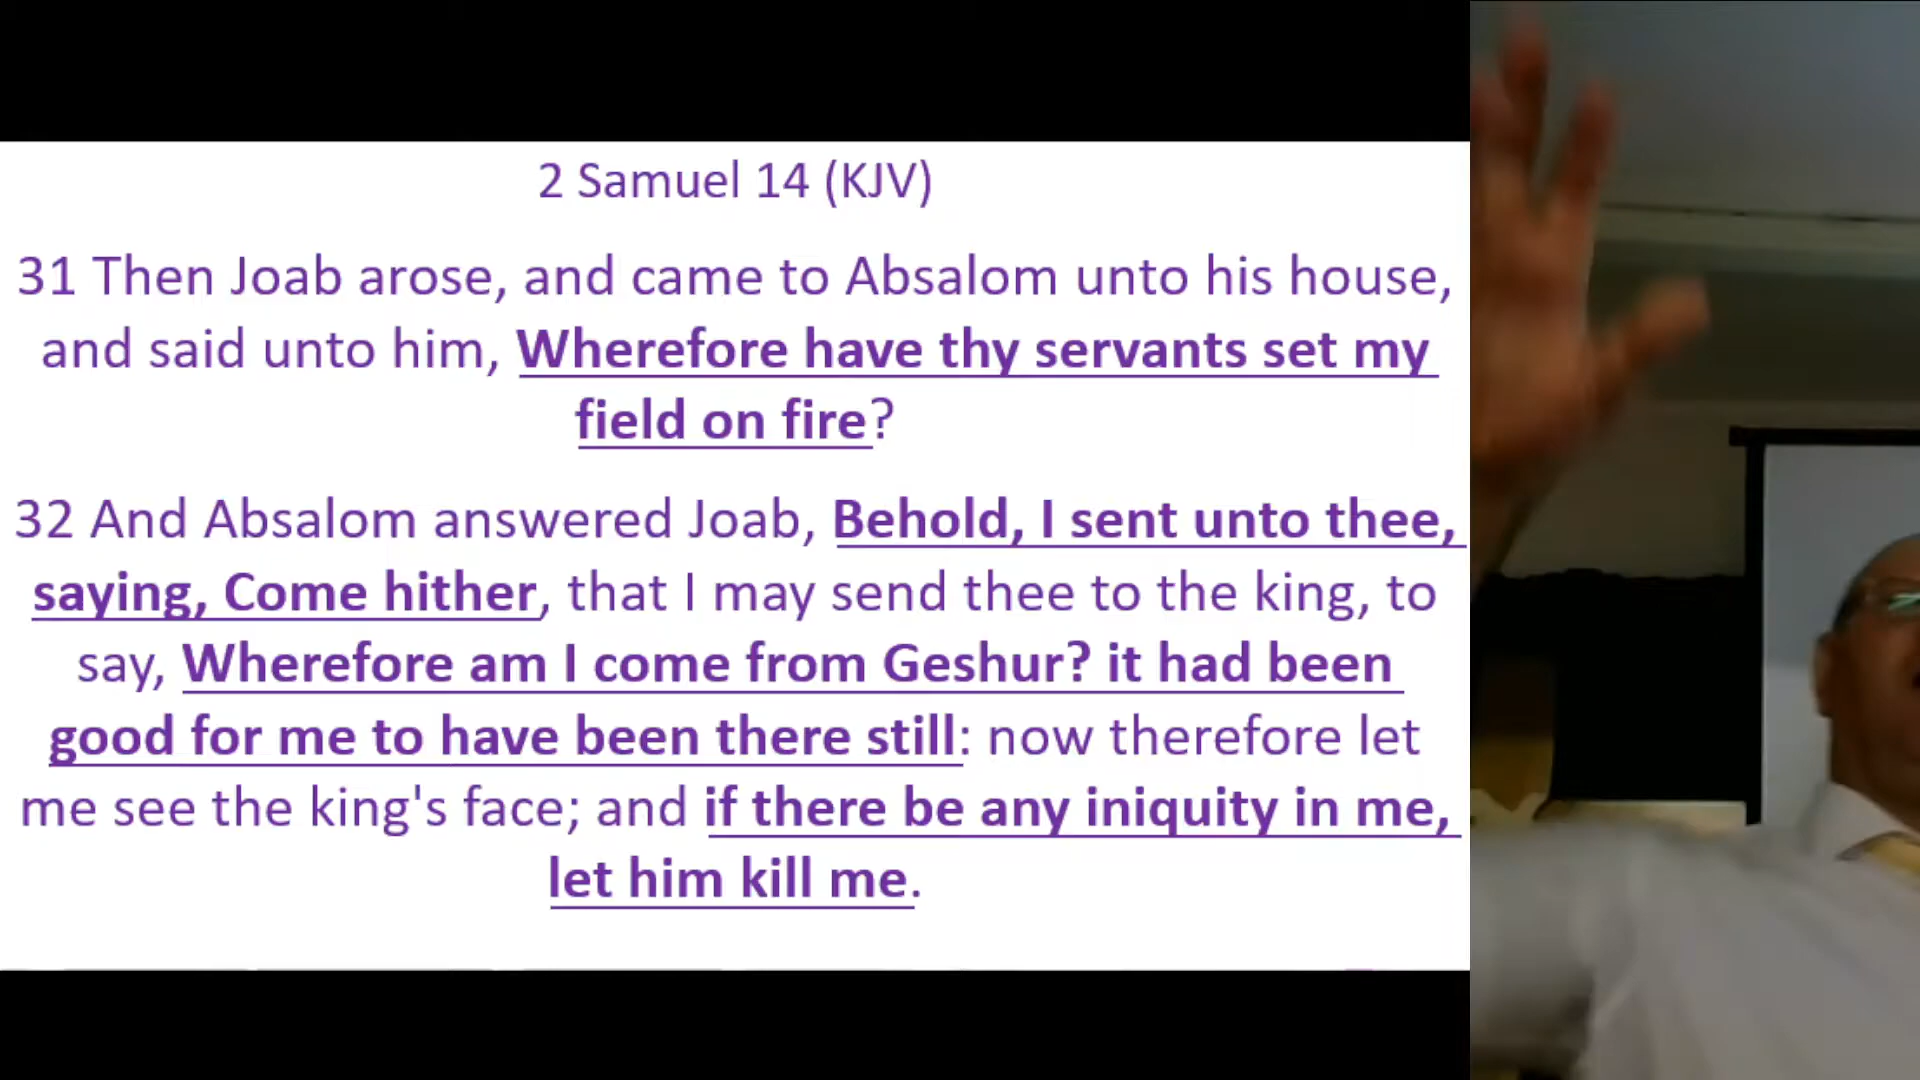 2 Samuel 14 (KJV)
31 Then Joab arose, and came to Absalom unto his house,
and said unto him, Wherefore have thy servants set my
field on fire?
32 And Absalom answered Joab, Behold, I sent unto thee,
saying, Come hither, that I may send thee to the king, to
say, Wherefore am I come from Geshur? it had been
good for me to have been there still: now therefore let
me see the king's face; and if there be any iniquity in me,
let him kill me.